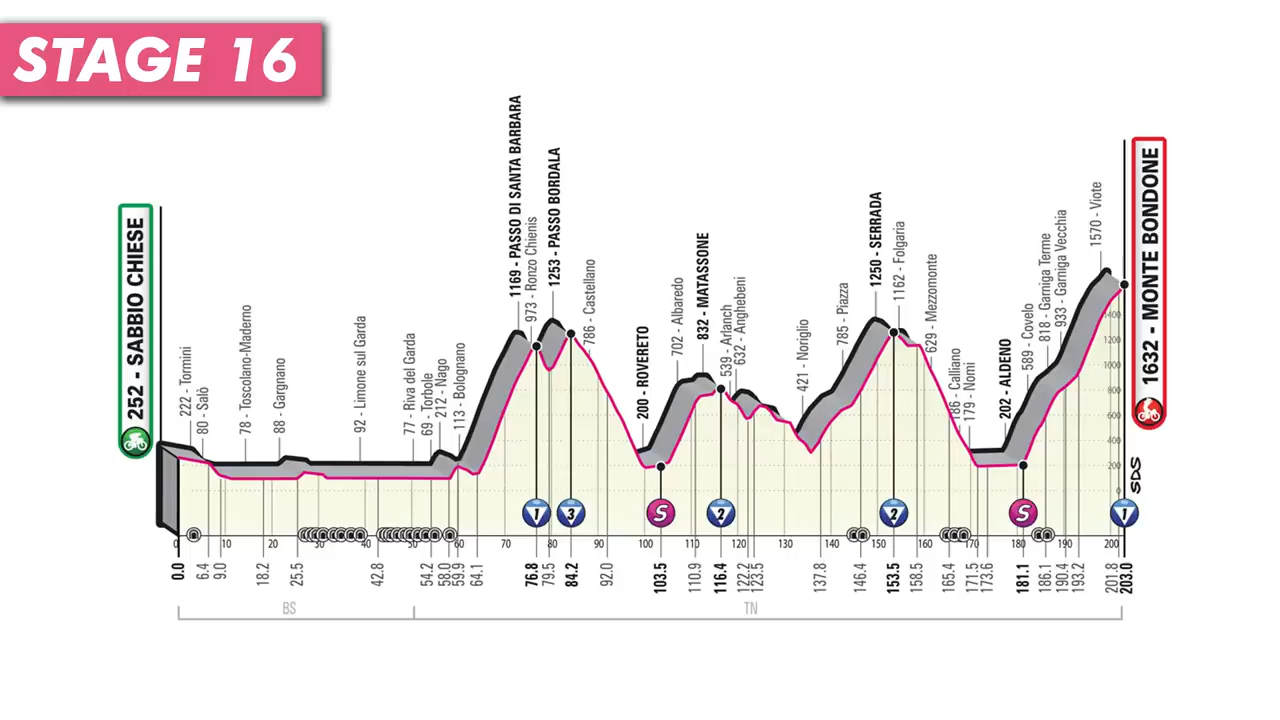 STAGE 16
252 - SABBIO CHIESE
222 - Tormini
80 - Salò
78 - Toscolano-Maderno
88 - Gargnano
92 - Limone sul Garda
77 - Riva del Garda
69 - Torbole
212 - Nago
113 - Bolognano
1169 - PASSO DI SANTA BARBARA
973 - Ronzo Chienis
1253 - PASSO BORDALA
786 - Castellano
200 - ROVERETO
702 - Albaredo
832 - MATASSONE
539 - Arlanch
632 - Anghebeni
421 - Noriglio
785 - Piazza
1250 - SERRADA
1162 - Folgaria
629 - Mezzomonte
186 - Calliano
179 - Nomi
202 - ALDENO
589 - Covelo
818 - Garniga Terme
933 - Garniga Vecchia
1570 - Viote
1632 - MONTE BONDONE
1400
1200
1000
800
600
400
200
0
SDS
1
3
S
2
2
S
1
0 10 20 30 40 50 60 70 80 90 100 110 120 130 140 150 160 170 180 190 200
0.0
6.4
9.0
18.2
25.5
42.8
54.2
58.0
59.9
64.1
76.8
79.5
84.2
92.0
103.5
110.9
116.4
122.2
123.5
137.8
146.4
153.5
158.5
165.4
171.5
173.6
181.1
186.1
190.4
193.2
201.8
203.0
BS
TN